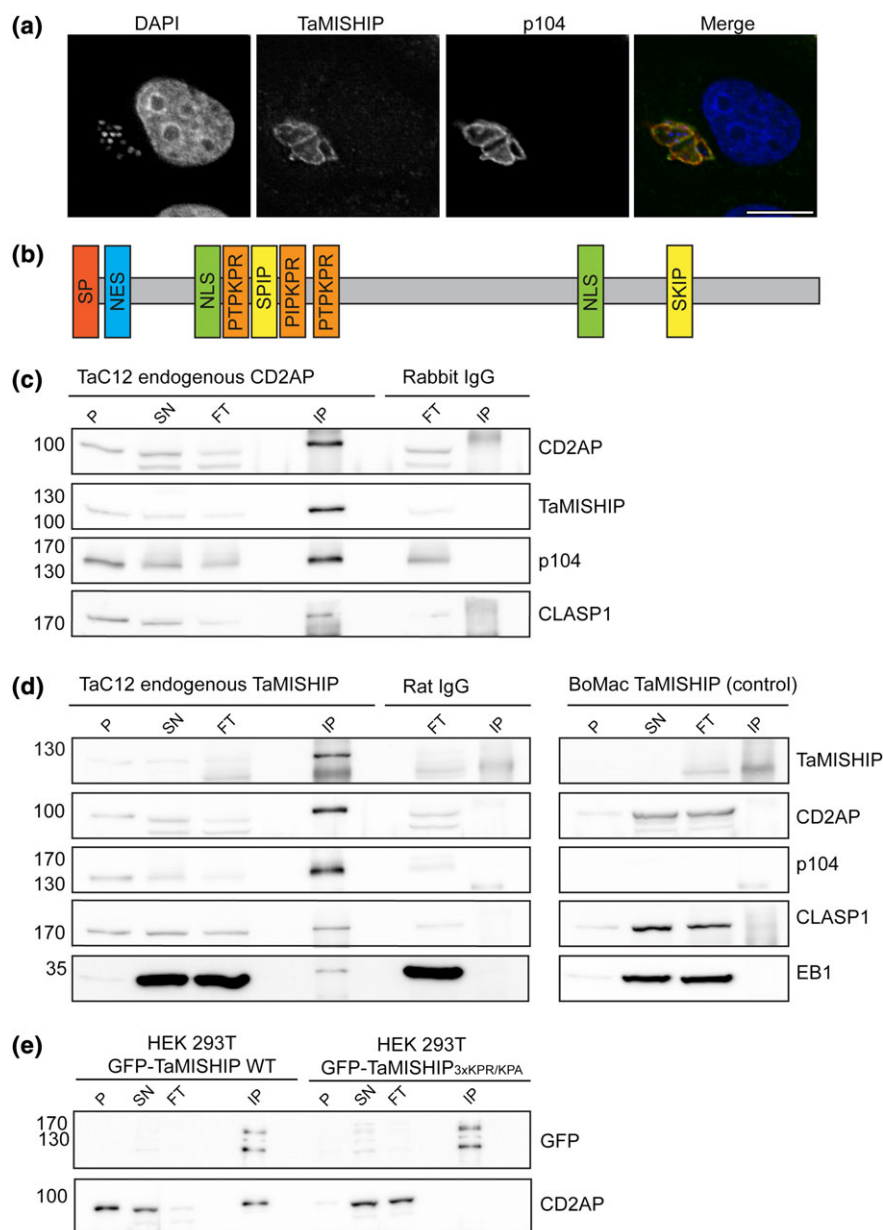 (a)
DAPI TaMISHIP p104 Merge
(b)
SP NES NLS PTPKPR SPIP PIPKPR PTPKPR NLS SKIP
(c)
TaC12 endogenous CD2AP Rabbit IgG
P SN FT IP FT IP
100 CD2AP
130
100 TaMISHIP
170
130 p104
170 CLASP1
(d)
TaC12 endogenous TaMISHIP Rat IgG BoMac TaMISHIP (control)
P SN FT IP FT IP P SN FT IP
130 TaMISHIP
100 CD2AP
170
130 p104
170 CLASP1
35 EB1
(e)
HEK 293T HEK 293T
GFP-TaMISHIP WT GFP-TaMISHIP3xKPR/KPA
P SN FT IP P SN FT IP
170
130 GFP
100 CD2AP